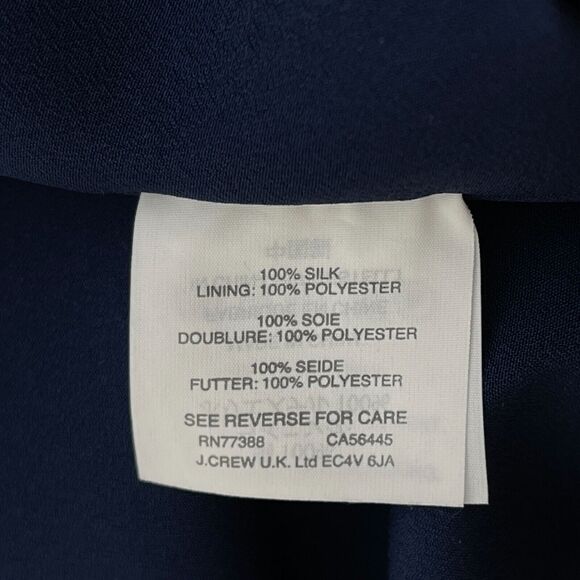 100% SILK
LINING: 100% POLYESTER
100% SOIE
DOUBLURE: 100% POLYESTER
100% SEIDE
FUTTER: 100% POLYESTER
SEE REVERSE FOR CARE
RN77388 CA56445
J.CREW U.K. Ltd EC4V 6JA